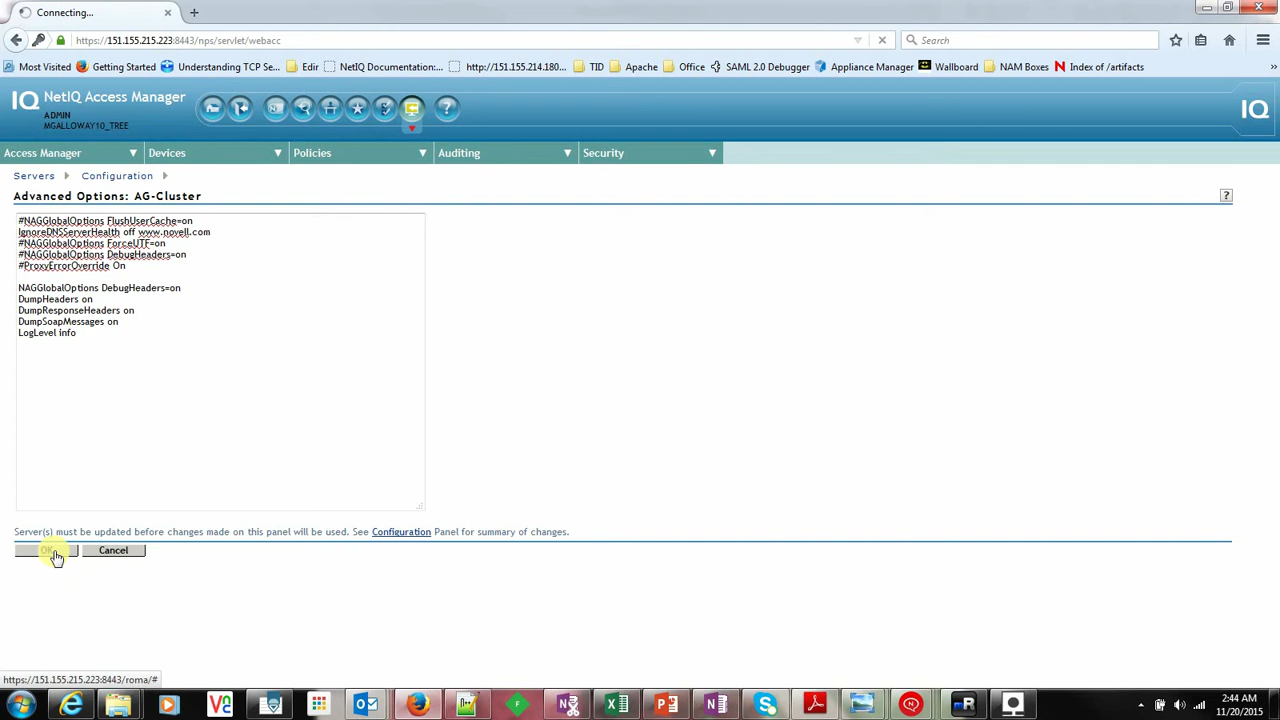 Connecting...
https://151.155.215.223:8443/nps/servlet/webacc
Search
Most Visited
Getting Started
Understanding TCP Se...
Edir
NetIQ Documentation:...
http://151.155.214.180...
TID
Apache
Office
SAML 2.0 Debugger
Appliance Manager
Wallboard
NAM Boxes
Index of /artifacts
IQ NetIQ Access Manager
ADMIN
MGALLOWAY10_TREE
IQ
Access Manager
Devices
Policies
Auditing
Security
Servers
Configuration
Advanced Options: AG-Cluster
#NAGGlobalOptions FlushUserCache=on
IgnoreDNSServerHealth off www.novell.com
#NAGGlobalOptions ForceUTF=on
#NAGGlobalOptions DebugHeaders=on
#ProxyErrorOverride On
NAGGlobalOptions DebugHeaders=on
DumpHeaders on
DumpResponseHeaders on
DumpSoapMessages on
LogLevel info
Server(s) must be updated before changes made on this panel will be used. See Configuration Panel for summary of changes.
OK
Cancel
https://151.155.215.223:8443/roma/#
2:44 AM
11/20/2015